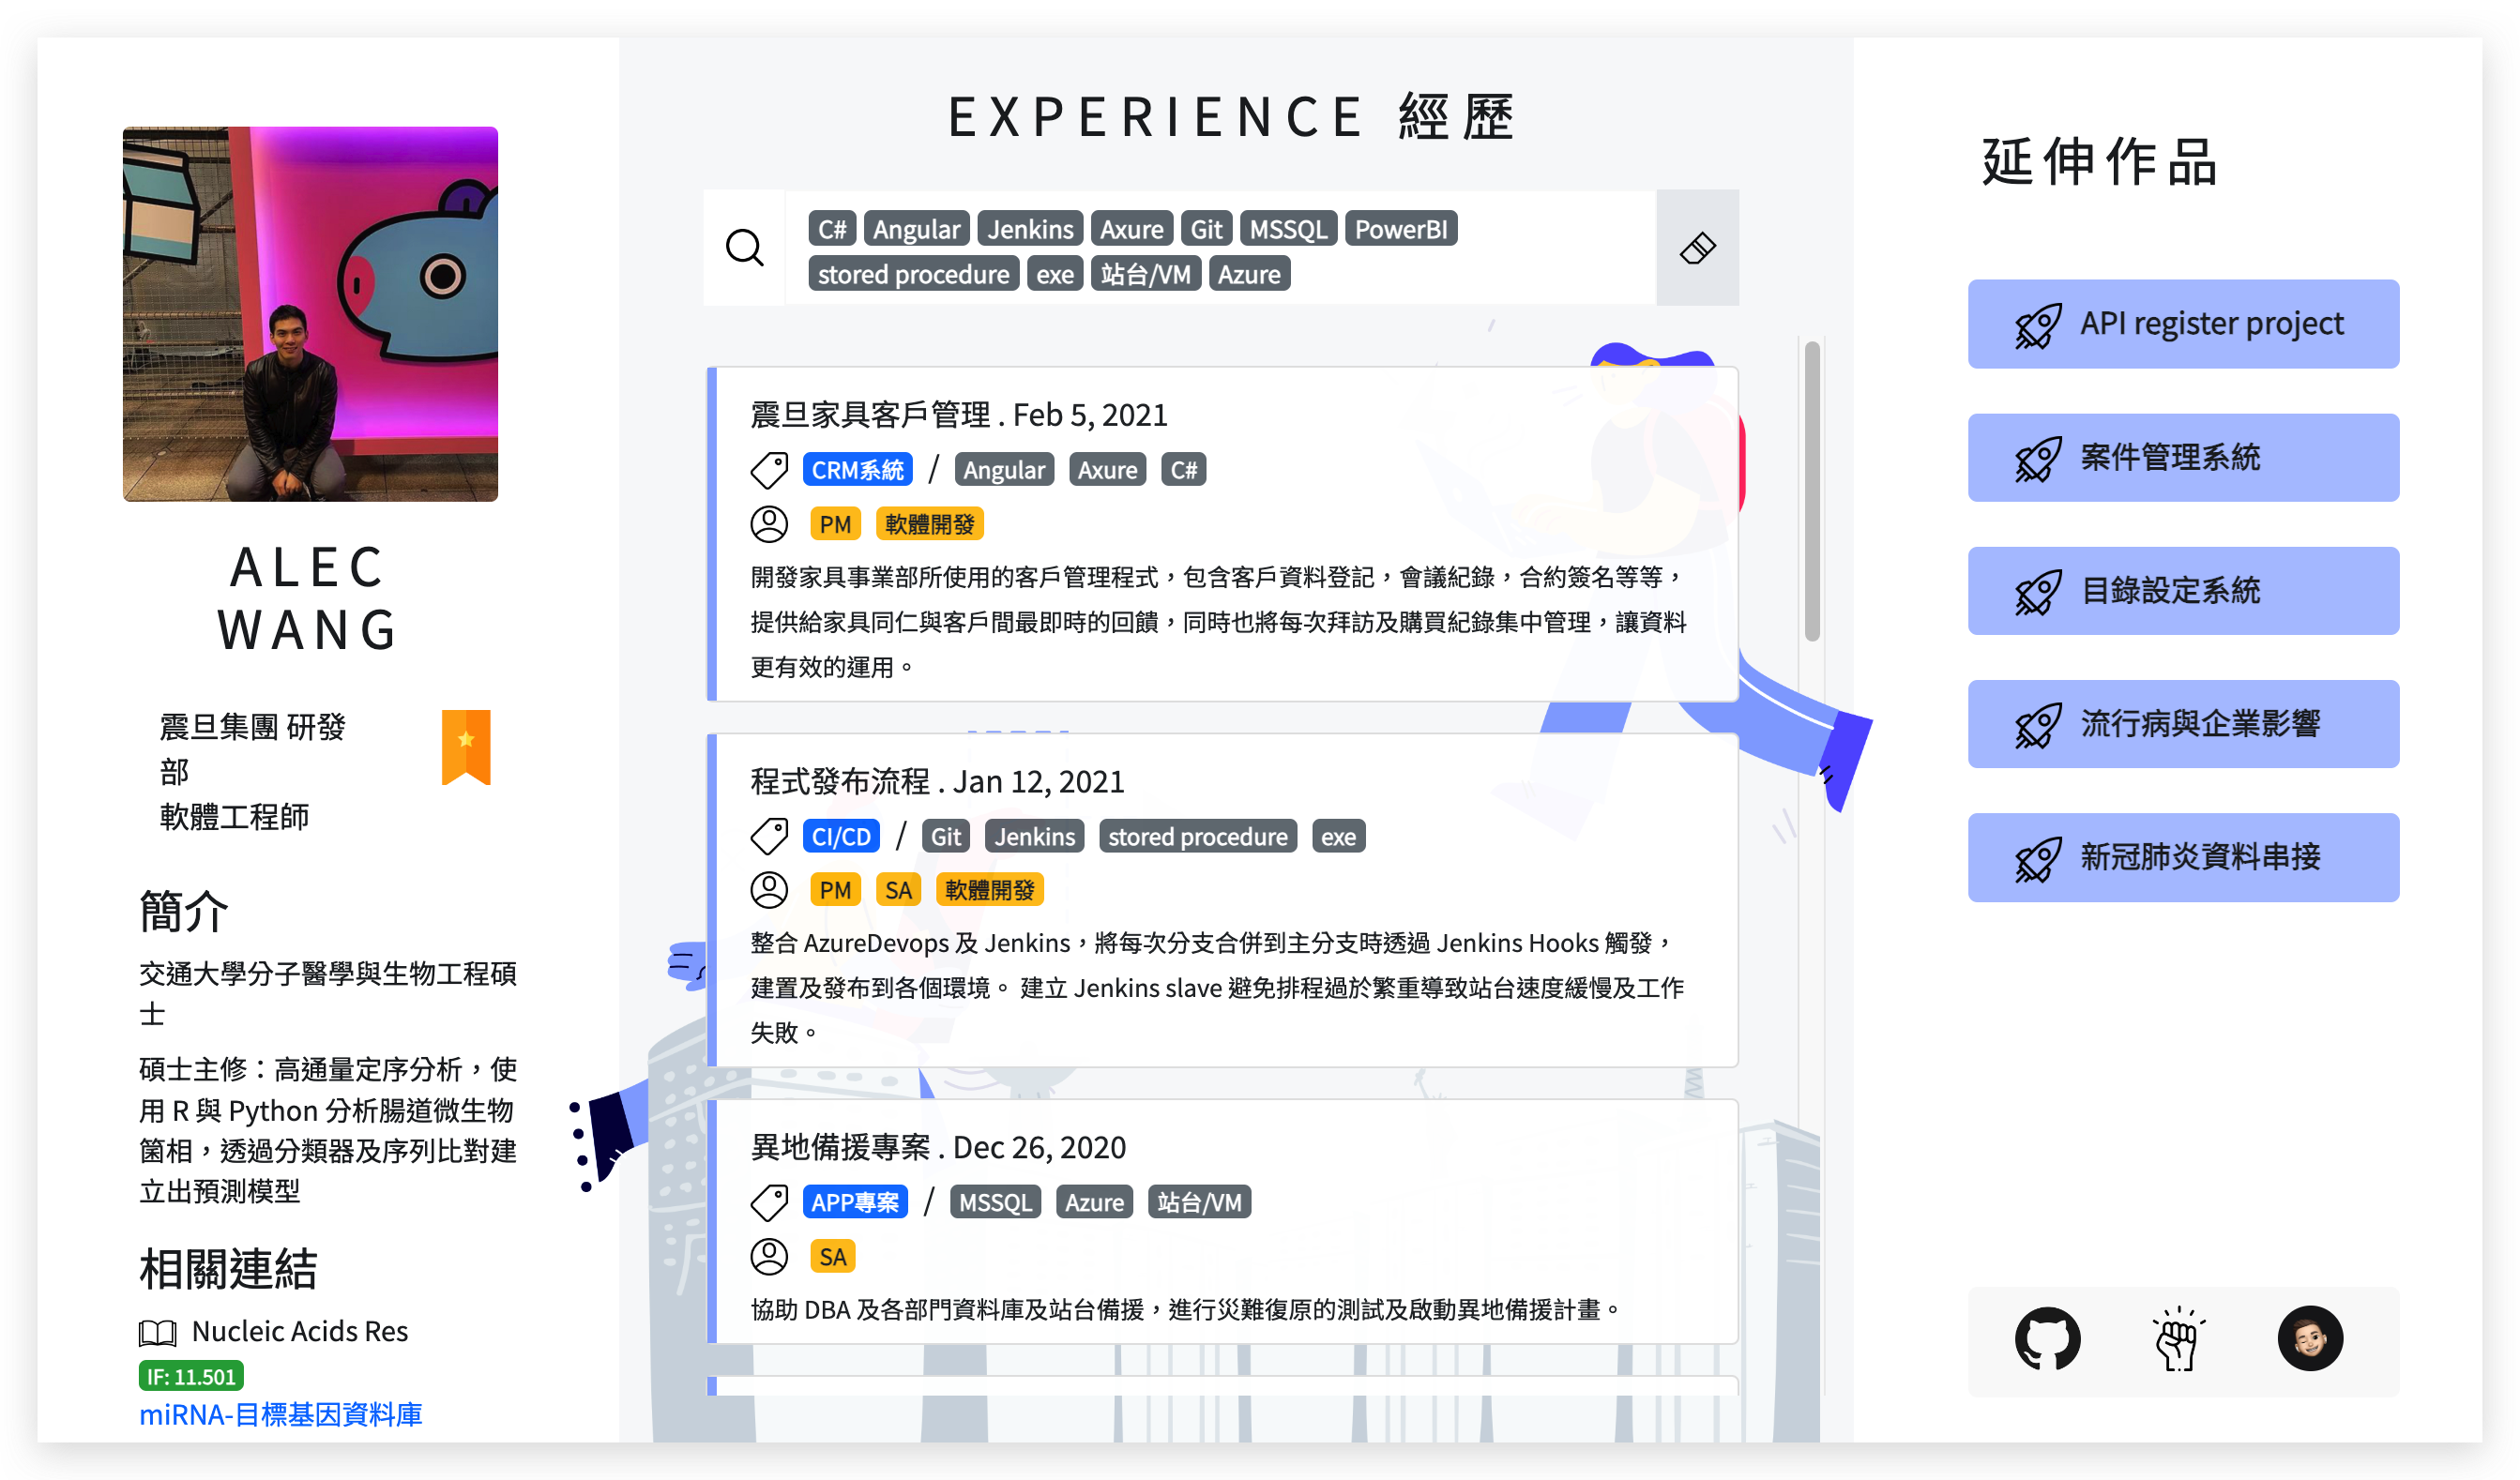 ALEC
WANG
震旦集團 研發
部
軟體工程師
簡介
交通大學分子醫學與生物工程碩
士
碩士主修：高通量定序分析，使
用 R 與 Python 分析腸道微生物
箘相，透過分類器及序列比對建
立出預測模型
相關連結
Nucleic Acids Res
IF: 11.501
miRNA-目標基因資料庫
EXPERIENCE 經歷
C# Angular Jenkins Axure Git MSSQL PowerBI
stored procedure exe 站台/VM Azure
震旦家具客戶管理 . Feb 5, 2021
CRM系統 / Angular Axure C#
PM 軟體開發
開發家具事業部所使用的客戶管理程式，包含客戶資料登記，會議紀錄，合約簽名等等，
提供給家具同仁與客戶間最即時的回饋，同時也將每次拜訪及購買紀錄集中管理，讓資料
更有效的運用。
程式發布流程 . Jan 12, 2021
CI/CD / Git Jenkins stored procedure exe
PM SA 軟體開發
整合 AzureDevops 及 Jenkins，將每次分支合併到主分支時透過 Jenkins Hooks 觸發，
建置及發布到各個環境。 建立 Jenkins slave 避免排程過於繁重導致站台速度緩慢及工作
失敗。
異地備援專案 . Dec 26, 2020
APP專案 / MSSQL Azure 站台/VM
SA
協助 DBA 及各部門資料庫及站台備援，進行災難復原的測試及啟動異地備援計畫。
延伸作品
API register project
案件管理系統
目錄設定系統
流行病與企業影響
新冠肺炎資料串接